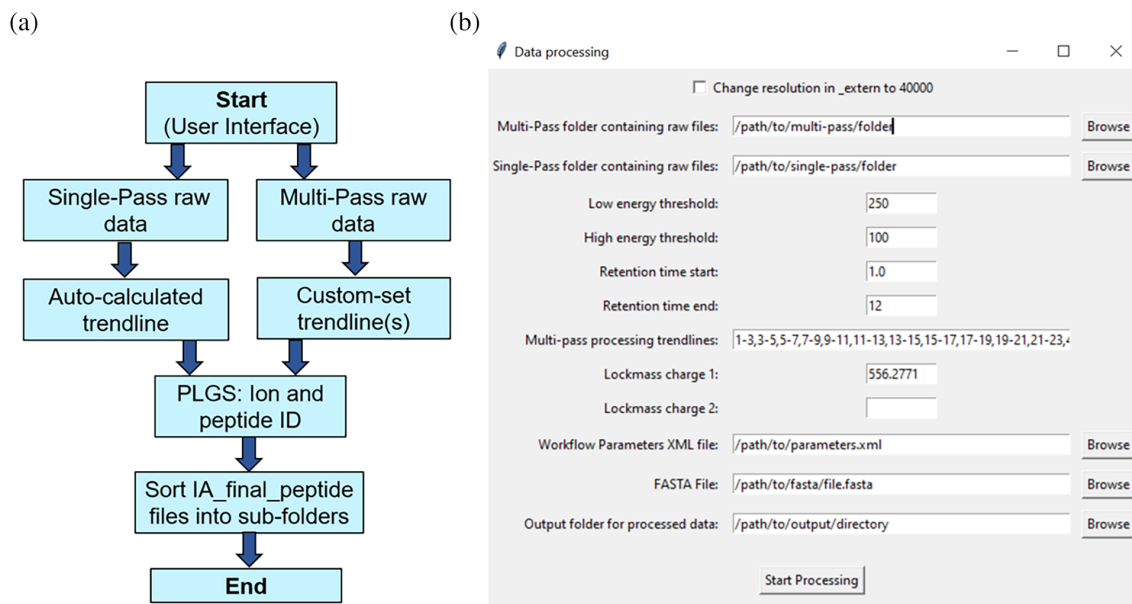 (a)
Start
(User Interface)
Single-Pass raw
data
Multi-Pass raw
data
Auto-calculated
trendline
Custom-set
trendline(s)
PLGS: Ion and
peptide ID
Sort IA_final_peptide
files into sub-folders
End
(b)
Data processing
Change resolution in _extern to 40000
Multi-Pass folder containing raw files: /path/to/multi-pass/folder Browse
Single-Pass folder containing raw files: /path/to/single-pass/folder Browse
Low energy threshold: 250
High energy threshold: 100
Retention time start: 1.0
Retention time end: 12
Multi-pass processing trendlines: 1-3,3-5,5-7,7-9,9-11,11-13,13-15,15-17,17-19,19-21,21-23,4
Lockmass charge 1: 556.2771
Lockmass charge 2:
Workflow Parameters XML file: /path/to/parameters.xml Browse
FASTA File: /path/to/fasta/file.fasta Browse
Output folder for processed data: /path/to/output/directory Browse
Start Processing